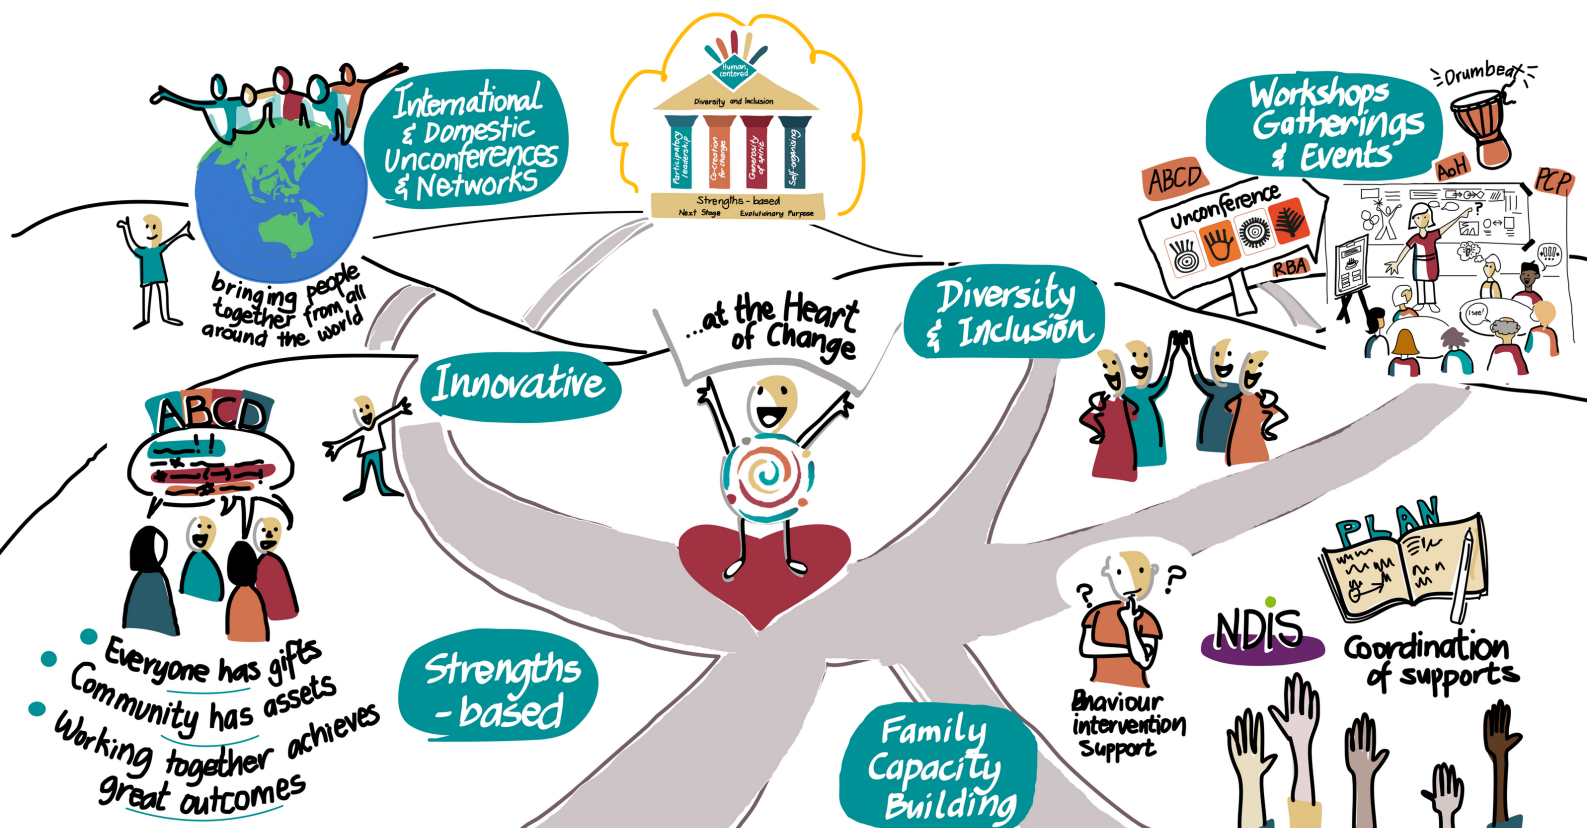 International
& Domestic
Unconferences
& Networks
bringing people
together from all
around the world
Human
centered
Diversity and Inclusion
Participatory
leadership
Co-creation
for change
Generosity
of spirit
Self-organising
Strengths-based
Next Stage Evolutionary Purpose
Workshops
Gatherings
& Events
Drumbeat
ABCD
AoH
PCP
Unconference
RBA
?
!!!
I see!
...at the Heart
of Change
Diversity
& Inclusion
Innovative
ABCD
!!
Everyone has gifts
Community has assets
Working together achieves
great outcomes
Strengths
-based
Family
Capacity
Building
? ?
Behaviour
intervention
Support
NDiS
PLAN
Coordination
of supports